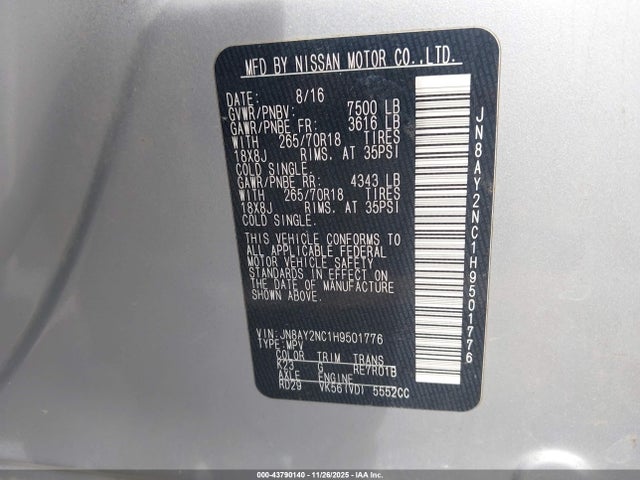 MFD BY NISSAN MOTOR CO.,LTD.
DATE: 8/16
GVWR/PNBV: 7500 LB
GAWR/PNBE FR: 3616 LB
WITH 265/70R18 TIRES
18X8J RIMS. AT 35PSI
COLD SINGLE.
GAWR/PNBE RR: 4343 LB
WITH 265/70R18 TIRES
18X8J RIMS. AT 35PSI
COLD SINGLE.
THIS VEHICLE CONFORMS TO
ALL APPLICABLE FEDERAL
MOTOR VEHICLE SAFETY
STANDARDS IN EFFECT ON
THE DATE OF MANUFACTURE
SHOWN ABOVE.
VIN: JN8AY2NC1H9501776
TYPE: MPV
COLOR TRIM TRANS
K23 G RE7R01B
AXLE ENGINE
RD29 VK56(VD) 5552CC
JN8AY2NC1H9501776
000-43790140 - 11/26/2025 - IAA Inc.